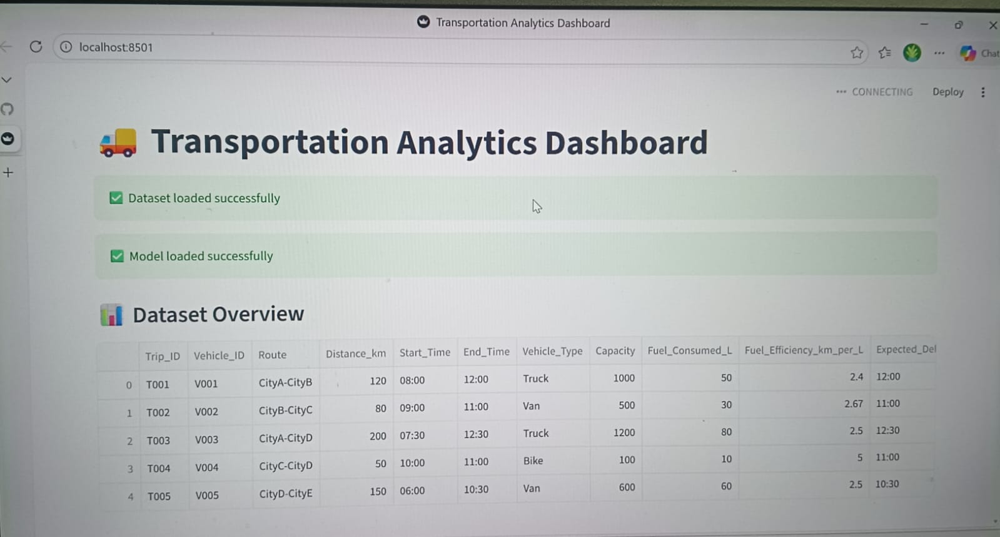 Transportation Analytics Dashboard
localhost:8501
Chat
CONNECTING Deploy
Transportation Analytics Dashboard
Dataset loaded successfully
Model loaded successfully
Dataset Overview
Trip_ID Vehicle_ID Route Distance_km Start_Time End_Time Vehicle_Type Capacity Fuel_Consumed_L Fuel_Efficiency_km_per_L Expected_Del
0 T001 V001 CityA-CityB 120 08:00 12:00 Truck 1000 50 2.4 12:00
1 T002 V002 CityB-CityC 80 09:00 11:00 Van 500 30 2.67 11:00
2 T003 V003 CityA-CityD 200 07:30 12:30 Truck 1200 80 2.5 12:30
3 T004 V004 CityC-CityD 50 10:00 11:00 Bike 100 10 5 11:00
4 T005 V005 CityD-CityE 150 06:00 10:30 Van 600 60 2.5 10:30